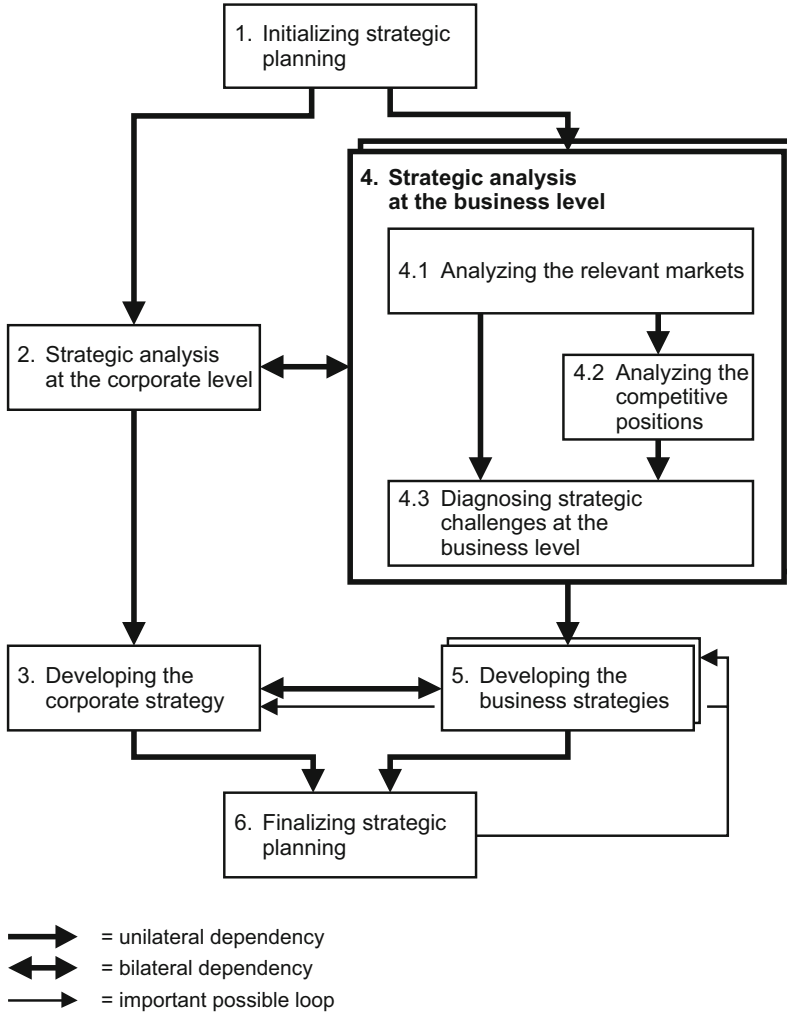 1. Initializing strategic
planning
4. Strategic analysis
at the business level
4.1 Analyzing the relevant markets
2. Strategic analysis
at the corporate level
4.2 Analyzing the
competitive
positions
4.3 Diagnosing strategic
challenges at the
business level
3. Developing the
corporate strategy
5. Developing the
business strategies
6. Finalizing strategic
planning
= unilateral dependency
= bilateral dependency
= important possible loop